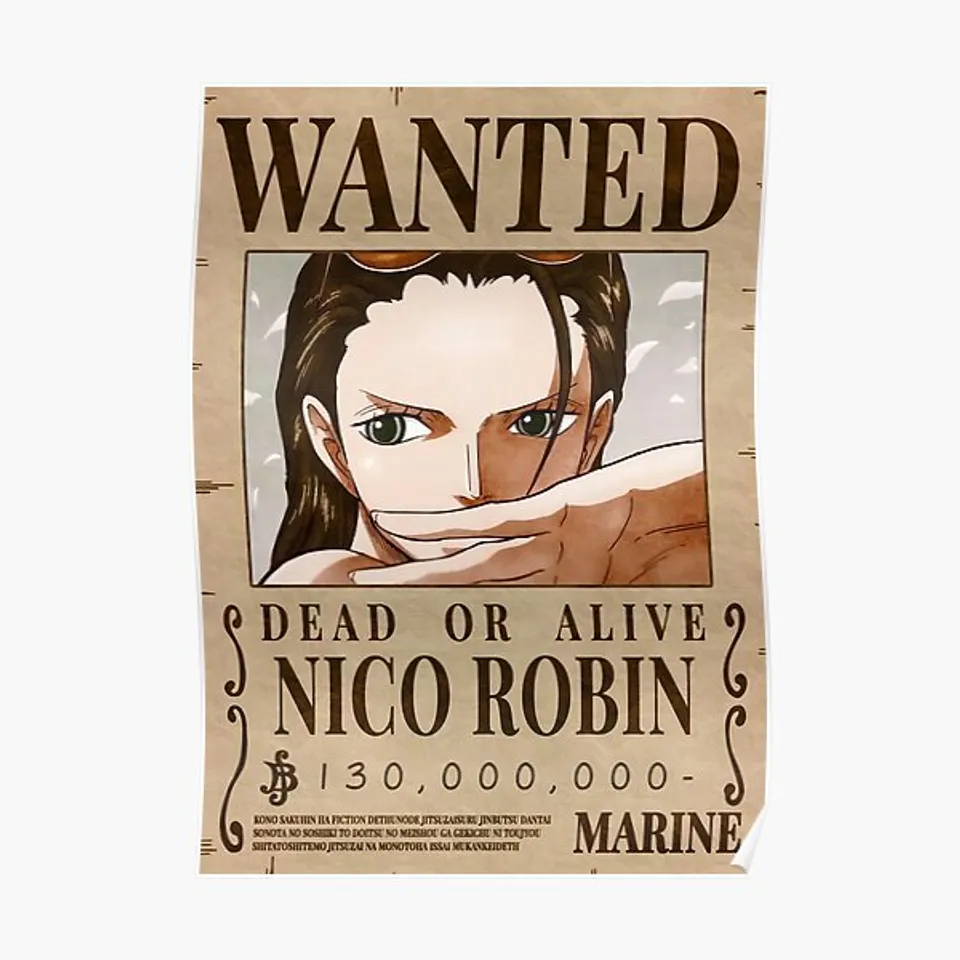 WANTED
DEAD OR ALIVE
NICO ROBIN
130,000,000-
KONO SAKUHIN HA FICTION DETHUNODE JITSUZAISURU JINBUTSU DANTAI
SONOTA NO SOSHIKI TO DOITSU NO MEISHOU GA GEKICHU NI TOUJYOU
SHITATOSHITEMO JITSUZAI NA MONOTOHA ISSAI MUKANKEIDETH
MARINE